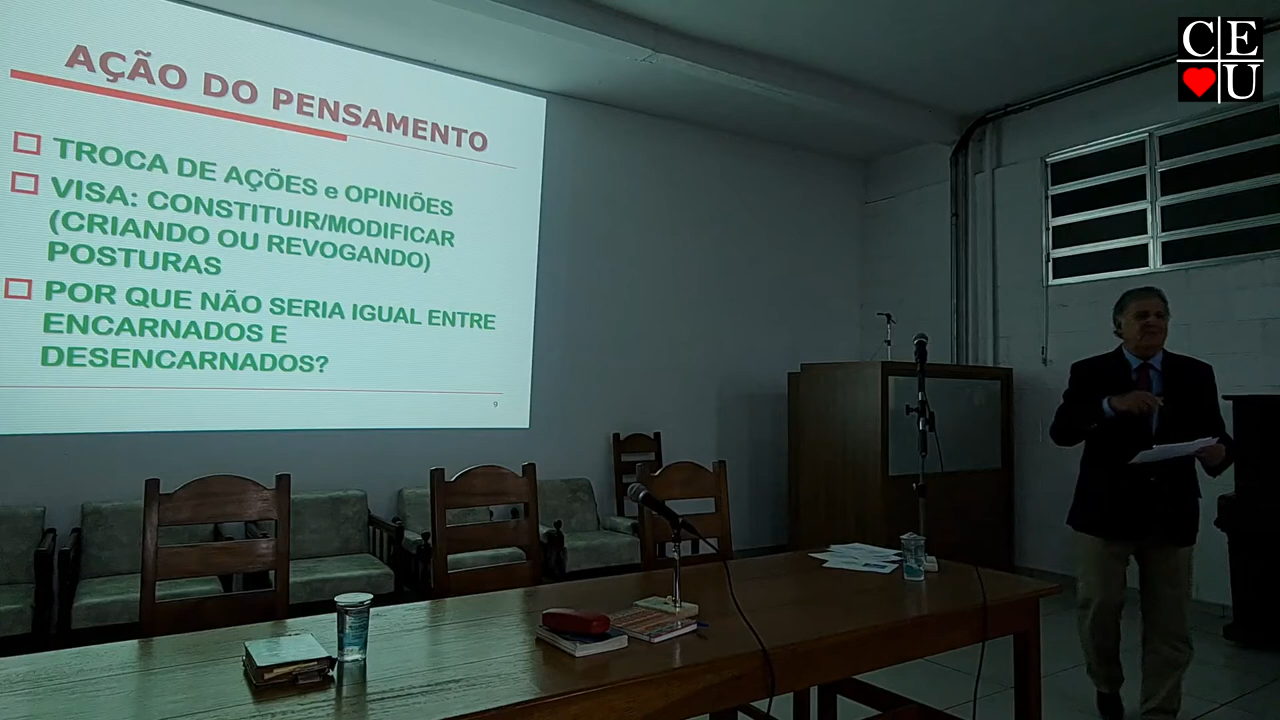 AÇÃO DO PENSAMENTO
TROCA DE AÇÕES e OPINIÕES
VISA: CONSTITUIR/MODIFICAR
(CRIANDO OU REVOGANDO)
POSTURAS
POR QUE NÃO SERIA IGUAL ENTRE
ENCARNADOS E
DESENCARNADOS?
9
CE
U